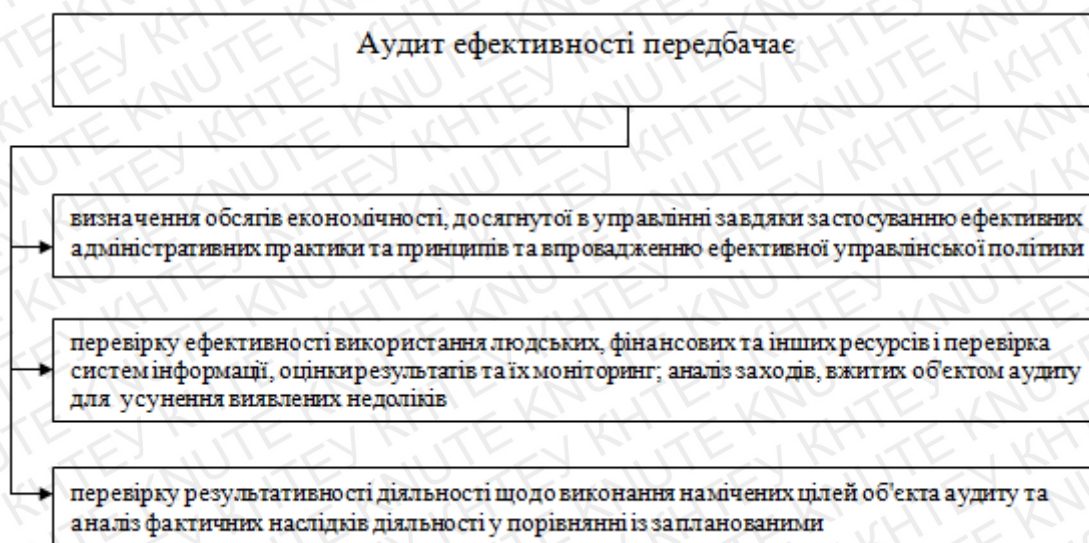 Аудит ефективності передбачає
визначення обсягів економічності, досягнутої в управлінні завдяки застосуванню ефективних
адміністративних практики та принципів та впровадженню ефективної управлінської політики
перевірку ефективності використання людських, фінансових та інших ресурсів і перевірка
систем інформації, оцінки результатів та їх моніторинг; аналіз заходів, вжитих об'єктом аудиту
для усунення виявлених недоліків
перевірку результативності діяльності щодо виконання намічених цілей об'єкта аудиту та
аналіз фактичних наслідків діяльності у порівнянні із запланованими